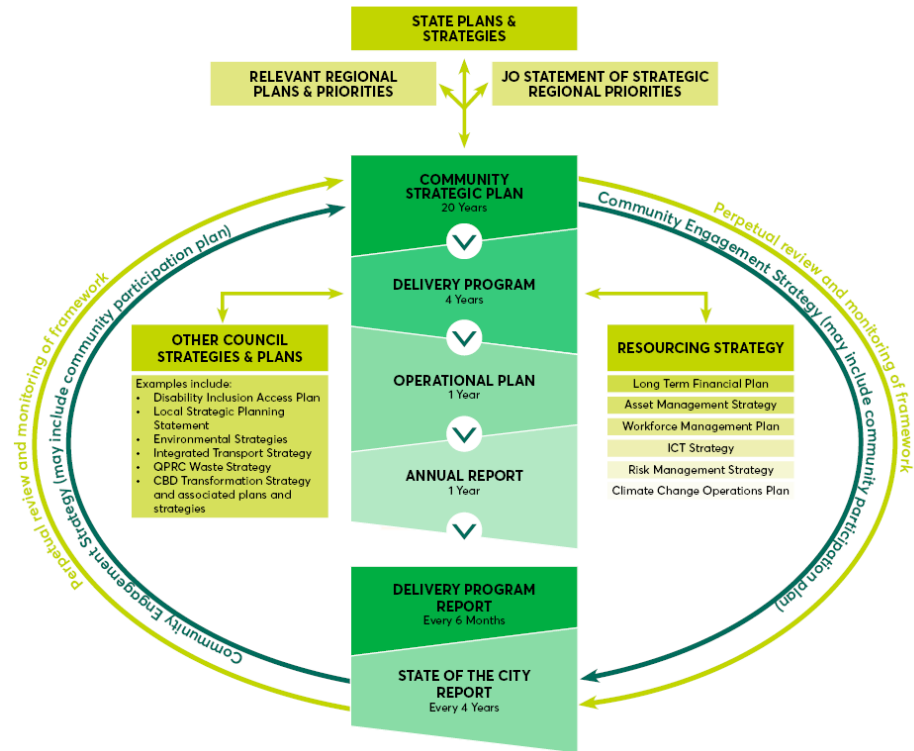 STATE PLANS &
STRATEGIES
RELEVANT REGIONAL
PLANS & PRIORITIES
JO STATEMENT OF STRATEGIC
REGIONAL PRIORITIES
COMMUNITY
STRATEGIC PLAN
20 Years
DELIVERY PROGRAM
4 Years
OPERATIONAL PLAN
1 Year
ANNUAL REPORT
1 Year
DELIVERY PROGRAM
REPORT
Every 6 Months
STATE OF THE CITY
REPORT
Every 4 Years
OTHER COUNCIL
STRATEGIES & PLANS
Examples include:
• Disability Inclusion Access Plan
• Local Strategic Planning
Statement
• Environmental Strategies
• Integrated Transport Strategy
• QPRC Waste Strategy
• CBD Transformation Strategy
and associated plans and
strategies
RESOURCING STRATEGY
Long Term Financial Plan
Asset Management Strategy
Workforce Management Plan
ICT Strategy
Risk Management Strategy
Climate Change Operations Plan
Perpetual review and monitoring of framework
Community Engagement Strategy (may include community participation plan)
Perpetual review and monitoring of framework
Community Engagement Strategy (may include community participation plan)